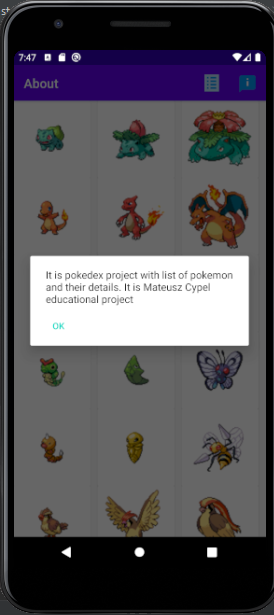 st
7:47
About
It is pokedex project with list of pokemon
and their details. It is Mateusz Cypel
educational project
OK